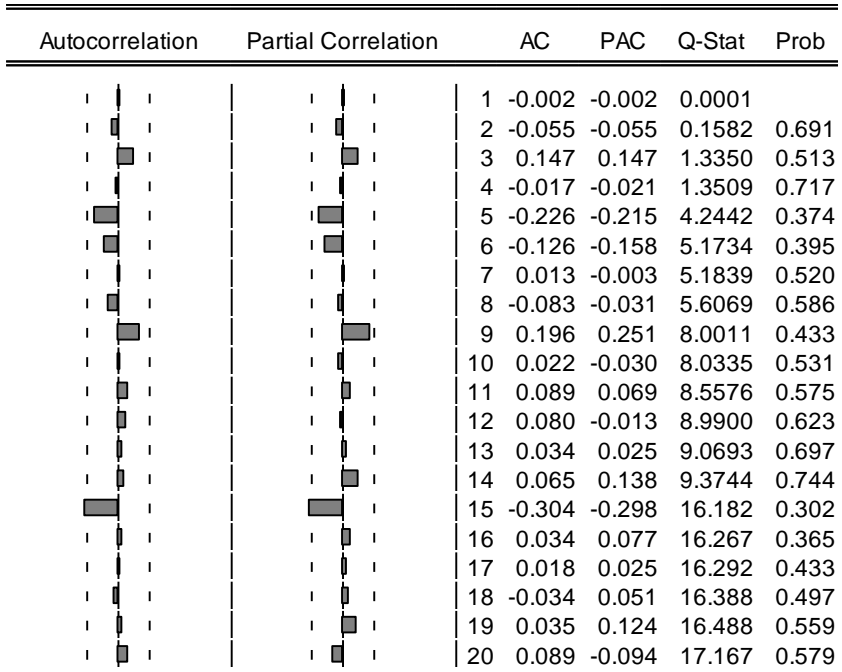 Autocorrelation Partial Correlation AC PAC Q-Stat Prob
1 -0.002 -0.002 0.0001
2 -0.055 -0.055 0.1582 0.691
3 0.147 0.147 1.3350 0.513
4 -0.017 -0.021 1.3509 0.717
5 -0.226 -0.215 4.2442 0.374
6 -0.126 -0.158 5.1734 0.395
7 0.013 -0.003 5.1839 0.520
8 -0.083 -0.031 5.6069 0.586
9 0.196 0.251 8.0011 0.433
10 0.022 -0.030 8.0335 0.531
11 0.089 0.069 8.5576 0.575
12 0.080 -0.013 8.9900 0.623
13 0.034 0.025 9.0693 0.697
14 0.065 0.138 9.3744 0.744
15 -0.304 -0.298 16.182 0.302
16 0.034 0.077 16.267 0.365
17 0.018 0.025 16.292 0.433
18 -0.034 0.051 16.388 0.497
19 0.035 0.124 16.488 0.559
20 0.089 -0.094 17.167 0.579